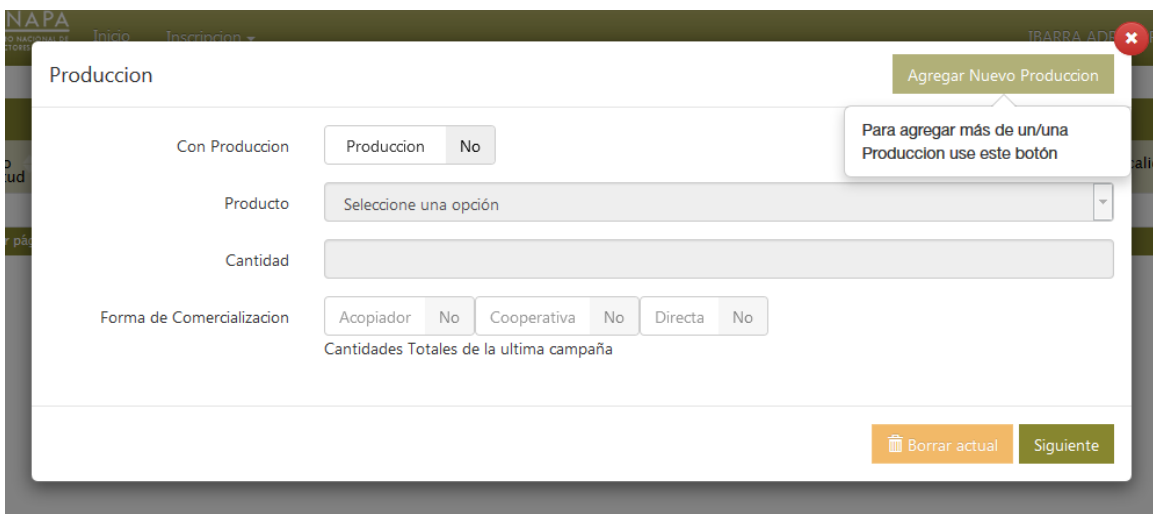 NAPA
Inicio Inscripcion
IBARRA ADR
Produccion
Agregar Nuevo Produccion
Para agregar más de un/una
Produccion use este botón
Con Produccion
Produccion No
Producto
Seleccione una opción
Cantidad
Forma de Comercializacion
Acopiador No Cooperativa No Directa No
Cantidades Totales de la ultima campaña
Borrar actual
Siguiente